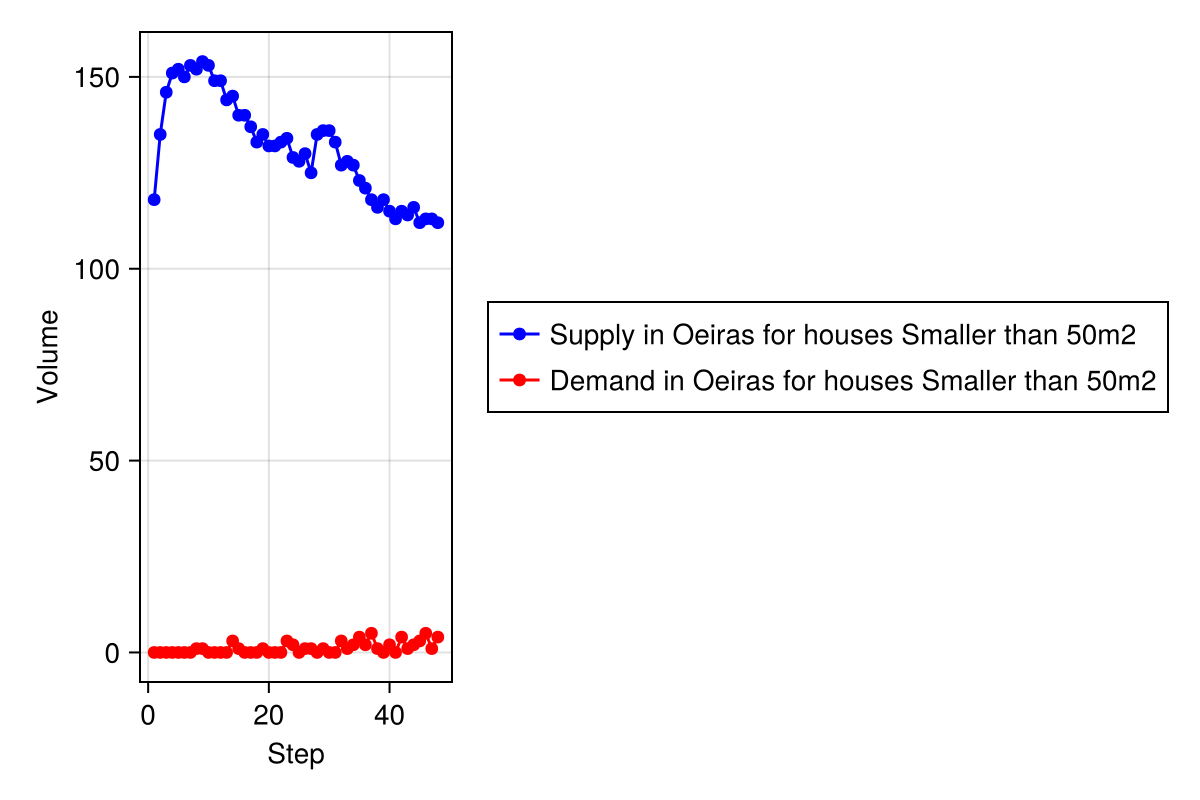 150
100
50
0
Volume
0 20 40
Step
Supply in Oeiras for houses Smaller than 50m2
Demand in Oeiras for houses Smaller than 50m2